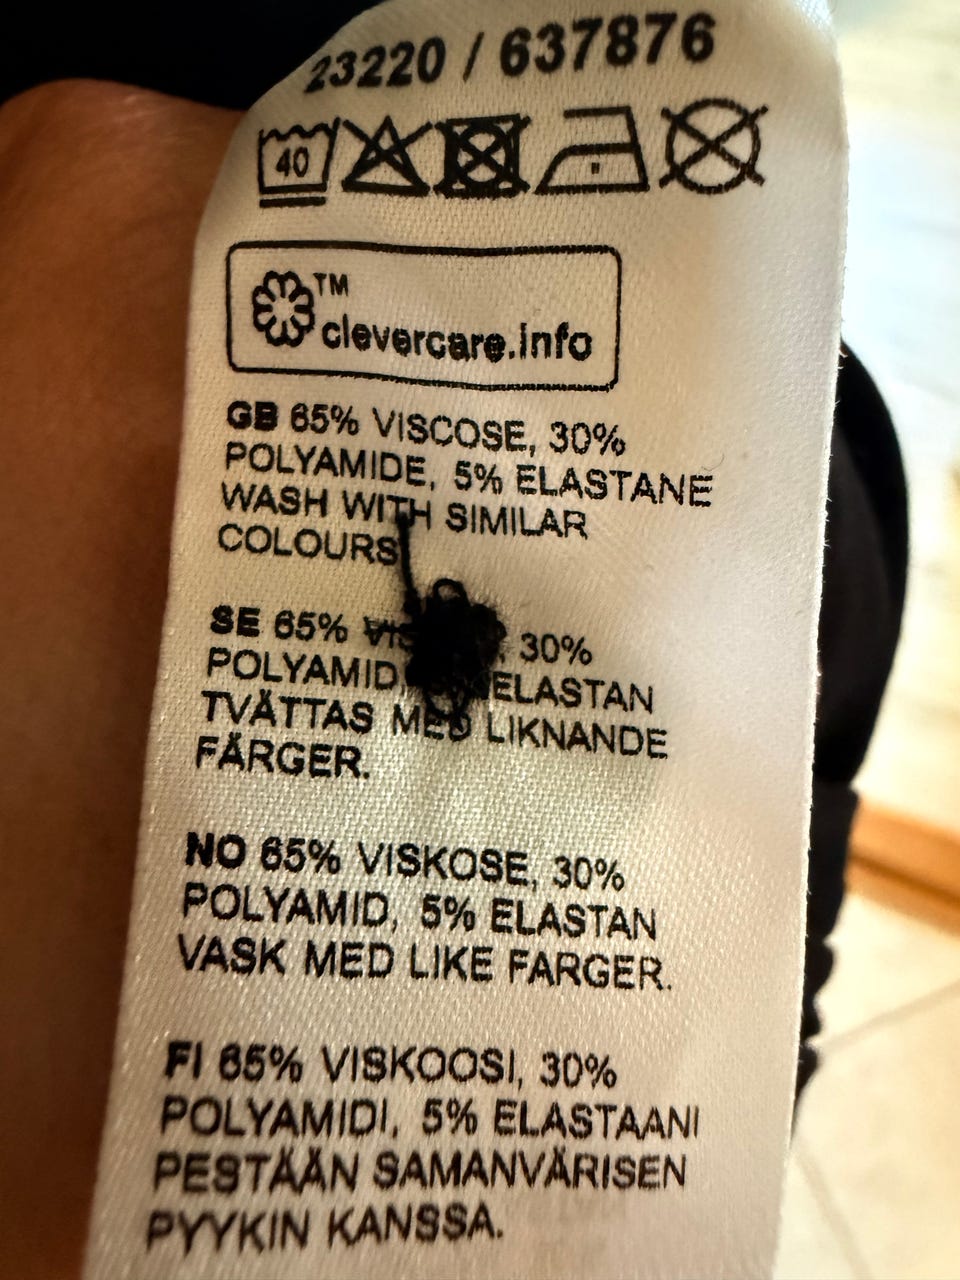 23220 / 637876
40
TM
clevercare.info
GB 65% VISCOSE, 30%
POLYAMIDE, 5% ELASTANE
WASH WITH SIMILAR
COLOURS
SE 65% 30%
POLYAMID, ELASTAN
TVÄTTAS MED LIKNANDE
FÄRGER.
NO 65% VISKOSE, 30%
POLYAMID, 5% ELASTAN
VASK MED LIKE FARGER.
FI 65% VISKOOSI, 30%
POLYAMIDI, 5% ELASTAANI
PESTÄÄN SAMANVÄRISEN
PYYKIN KANSSA.